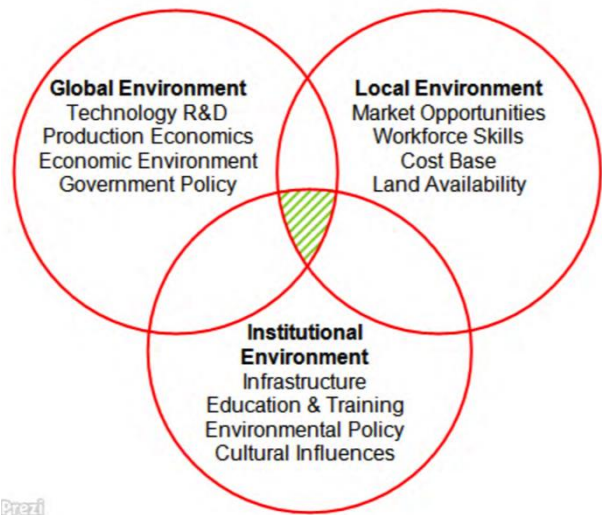 Global Environment
Technology R&D
Production Economics
Economic Environment
Government Policy
Local Environment
Market Opportunities
Workforce Skills
Cost Base
Land Availability
Institutional
Environment
Infrastructure
Education & Training
Environmental Policy
Cultural Influences
Prezi